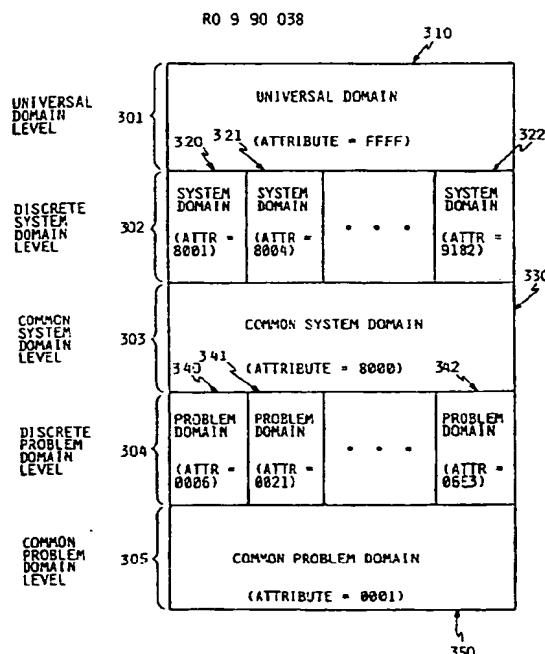 RO 9 90 038
310
UNIVERSAL
DOMAIN
LEVEL
301
UNIVERSAL DOMAIN
(ATTRIBUTE = FFFF)
320
321
322
DISCRETE
SYSTEM
DOMAIN
LEVEL
302
SYSTEM
DOMAIN
(ATTR =
8001)
SYSTEM
DOMAIN
(ATTR =
8004)
• • •
SYSTEM
DOMAIN
(ATTR =
9182)
330
COMMON
SYSTEM
DOMAIN
LEVEL
303
COMMON SYSTEM DOMAIN
(ATTRIBUTE = 8000)
340
341
342
DISCRETE
PROBLEM
DOMAIN
LEVEL
304
PROBLEM
DOMAIN
(ATTR =
0006)
PROBLEM
DOMAIN
(ATTR =
0021)
• • •
PROBLEM
DOMAIN
(ATTR =
06E3)
COMMON
PROBLEM
DOMAIN
LEVEL
305
COMMON PROBLEM DOMAIN
(ATTRIBUTE = 0001)
350